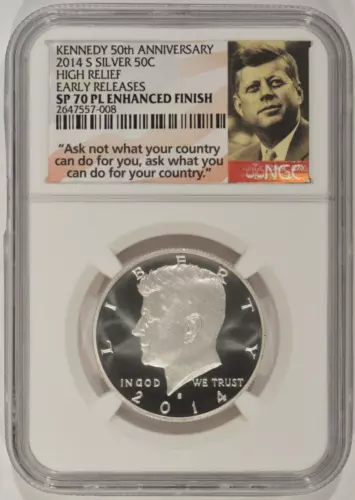 KENNEDY 50th ANNIVERSARY
2014 S SILVER 50C
HIGH RELIEF
EARLY RELEASES
SP 70 PL ENHANCED FINISH
2647557-008
"Ask not what your country
can do for you, ask what you
can do for your country."
NGC
LIBERTY
IN GOD WE TRUST
S
2014